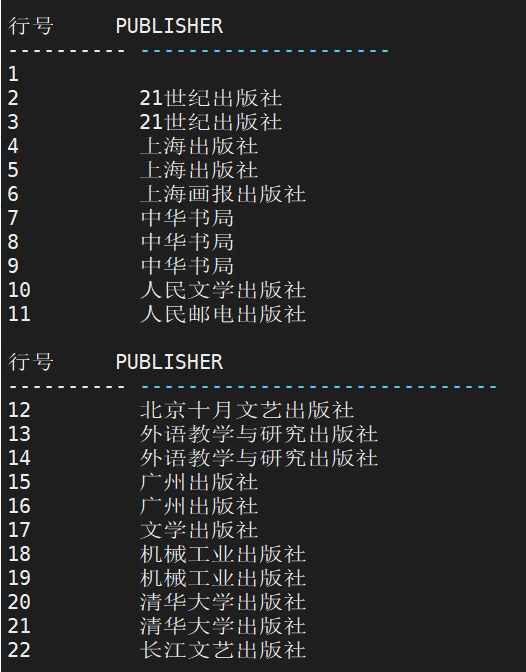 行号 PUBLISHER
---------- ---------------------
1
2 21世纪出版社
3 21世纪出版社
4 上海出版社
5 上海出版社
6 上海画报出版社
7 中华书局
8 中华书局
9 中华书局
10 人民文学出版社
11 人民邮电出版社
行号 PUBLISHER
---------- ------------------------------
12 北京十月文艺出版社
13 外语教学与研究出版社
14 外语教学与研究出版社
15 广州出版社
16 广州出版社
17 文学出版社
18 机械工业出版社
19 机械工业出版社
20 清华大学出版社
21 清华大学出版社
22 长江文艺出版社